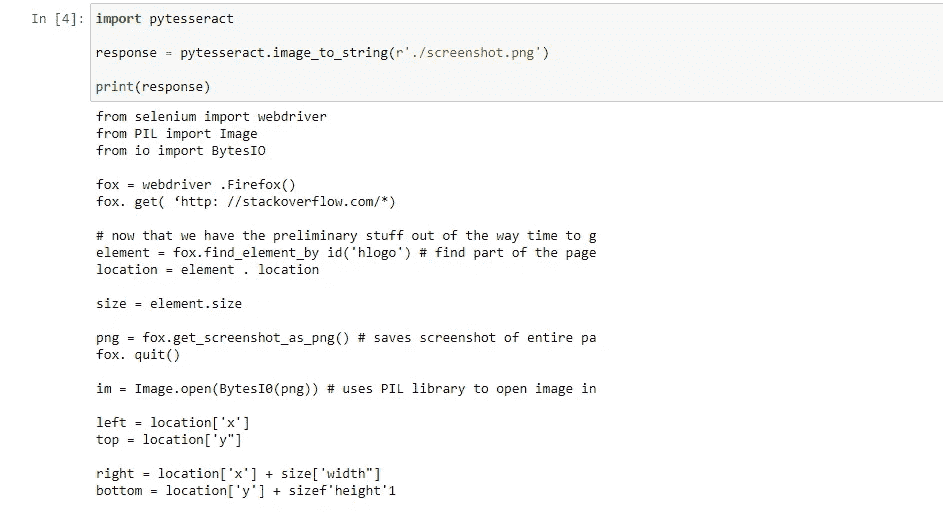 In [4]: import pytesseract
response = pytesseract.image_to_string(r'./screenshot.png')
print(response)
from selenium import webdriver
from PIL import Image
from io import BytesIO
fox = webdriver .Firefox()
fox. get( ‘http: //stackoverflow.com/*)
# now that we have the preliminary stuff out of the way time to g
element = fox.find_element_by id('hlogo') # find part of the page
location = element . location
size = element.size
png = fox.get_screenshot_as_png() # saves screenshot of entire pa
fox. quit()
im = Image.open(BytesI0(png)) # uses PIL library to open image in
left = location['x']
top = location['y"]
right = location['x'] + size['width"]
bottom = location['y'] + sizef'height'1